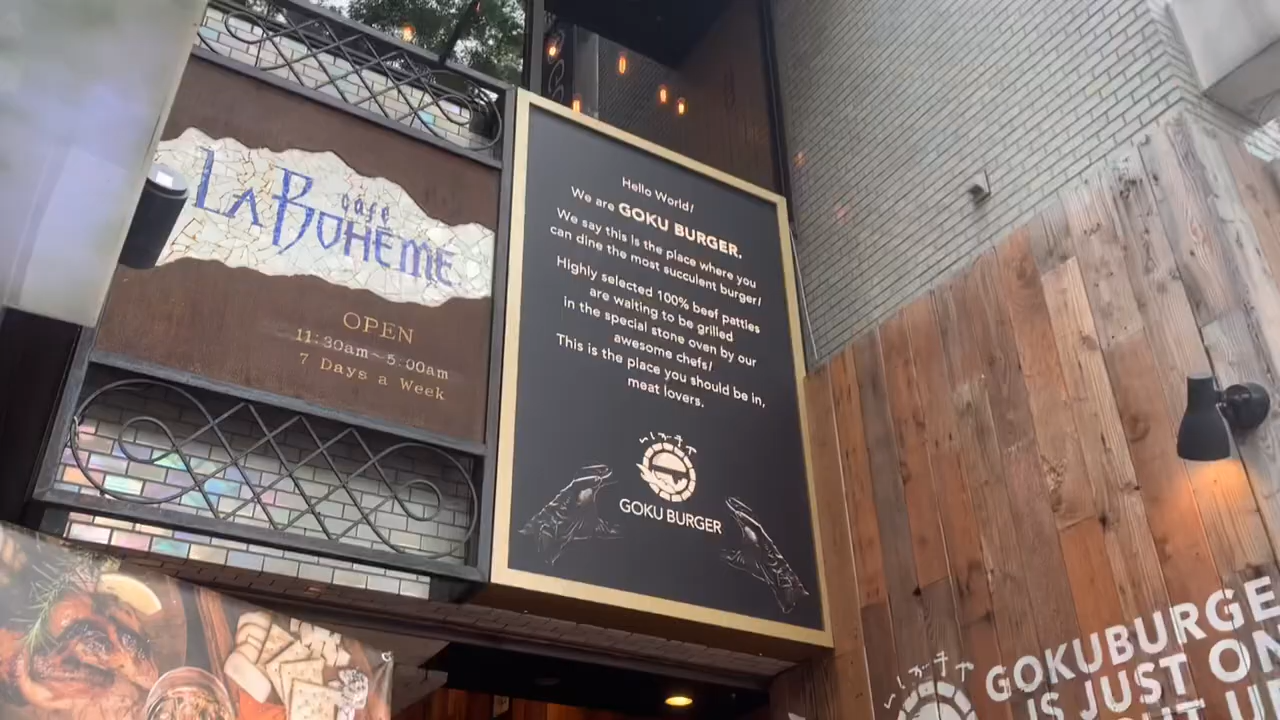 café
LA BOHÈME
OPEN
11:30am~5:00am
7 Days a Week
Hello World!
We are GOKU BURGER.
We say this is the place where you
can dine the most succulent burger!
Highly selected 100% beef patties
are waiting to be grilled
in the special stone oven by our
awesome chefs!
This is the place you should be in,
meat lovers.
GOKU BURGER
GOKUBURGE
IS JUST ON